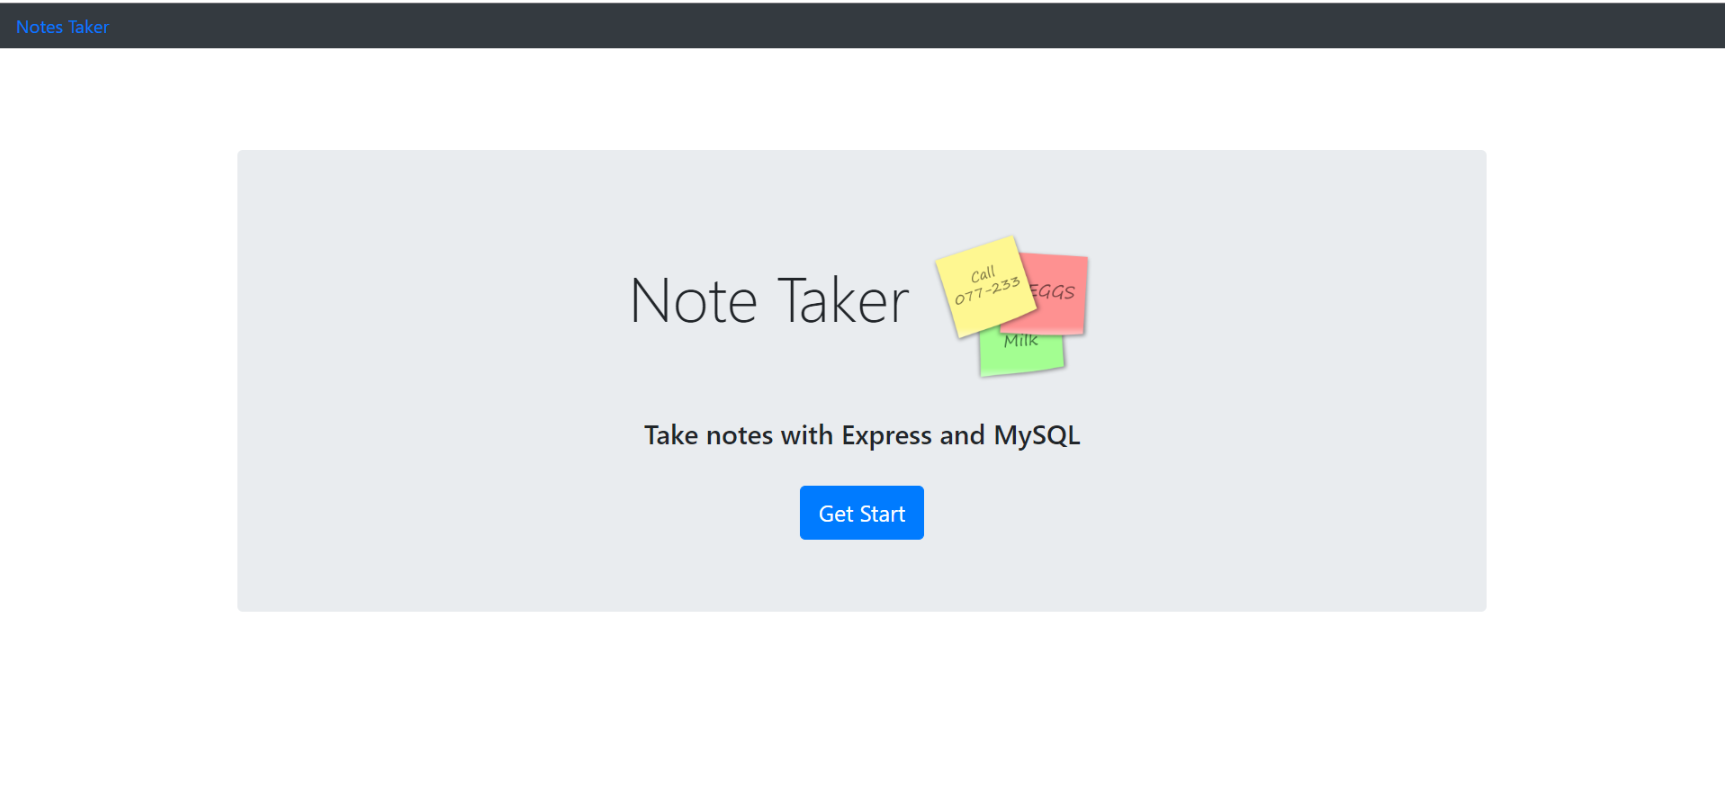 Notes Taker
Note Taker
Call
077-233
EGGS
Milk
Take notes with Express and MySQL
Get Start